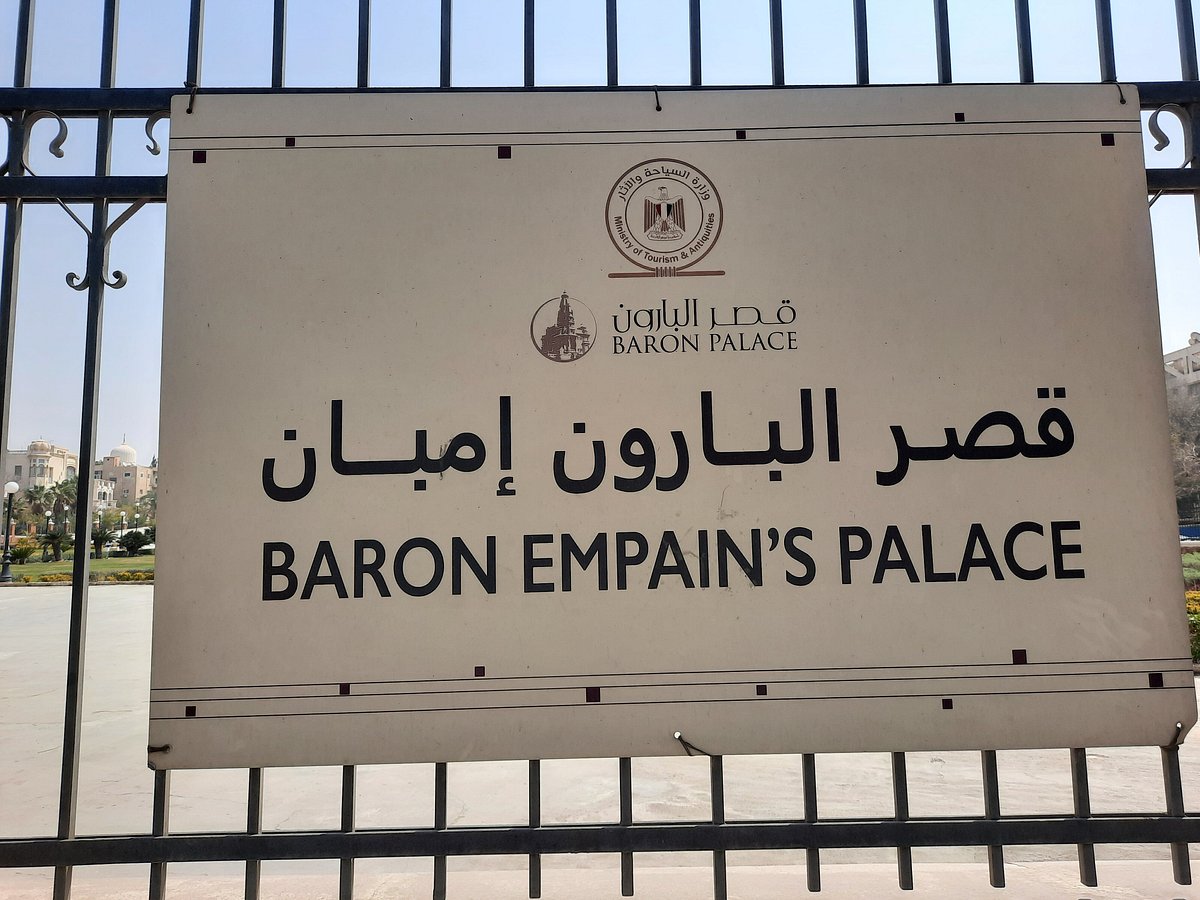 وزارة السياحة والآثار
Ministry of Tourism & Antiquities
قصر البارون
BARON PALACE
قصر البارون إمبان
BARON EMPAIN'S PALACE